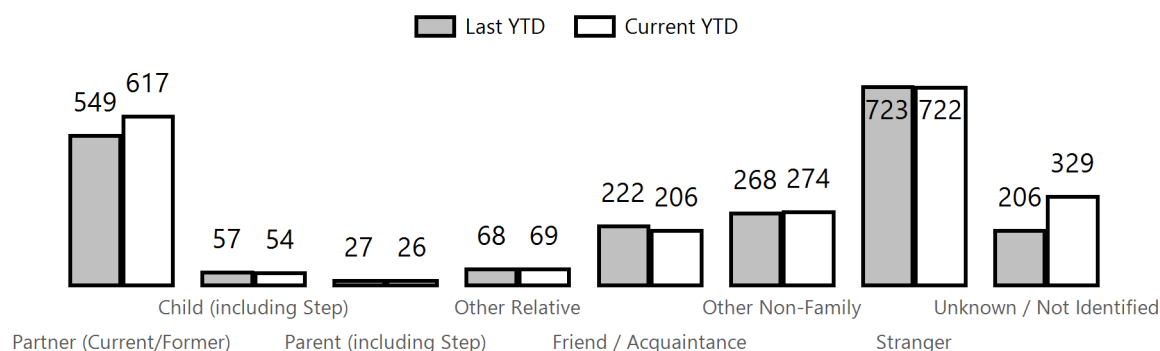 Last YTD Current YTD
549 617 57 54 27 26 68 69 222 206 268 274 723 722 206 329
Child (including Step) Other Relative Other Non-Family Unknown / Not Identified
Partner (Current/Former) Parent (including Step) Friend / Acquaintance Stranger